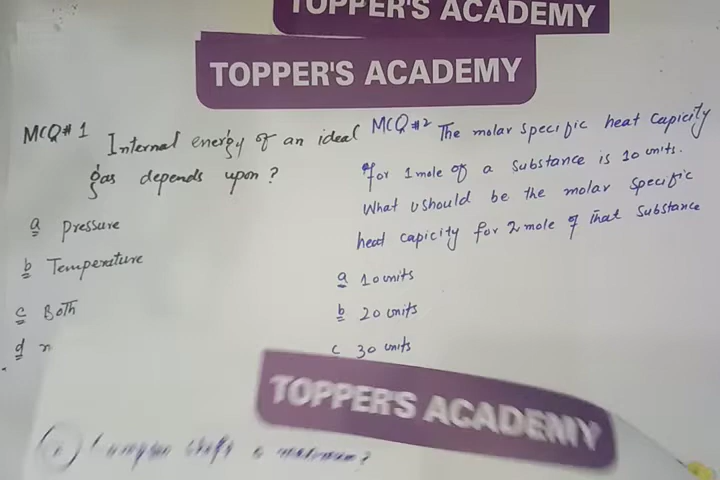 TOPPER'S ACADEMY
TOPPER'S ACADEMY
MCQ#1 Internal energy of an ideal
gas depends upon?
a pressure
b Temperature
c Both
d n
MCQ#2 The molar specific heat capicity
for 1 mole of a substance is 10 units.
What should be the molar specific
heat capicity for 2 mole of that substance
a 10 units
b 20 units
c 30 units
TOPPER'S ACADEMY